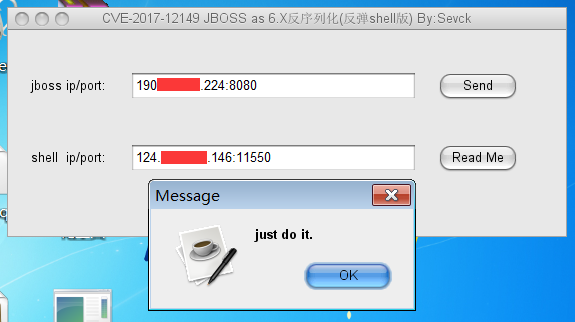 CVE-2017-12149 JBOSS as 6.X反序列化(反弹shell版) By:Sevck
jboss ip/port:
190 .224:8080
Send
shell ip/port:
124. .146:11550
Read Me
Message
just do it.
OK